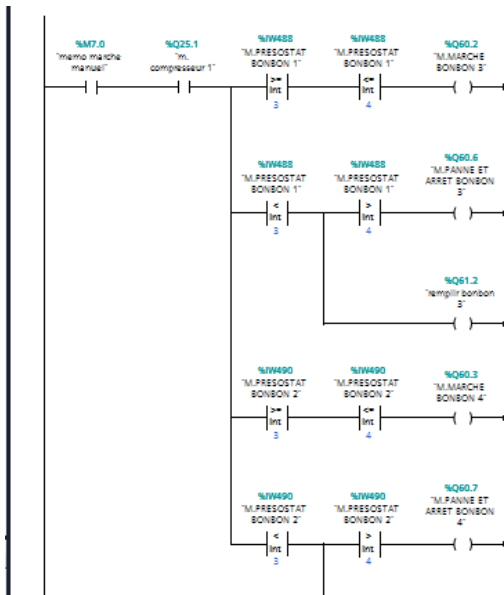 %M7.0
"memo marche
manuel"
%Q25.1
"m.
compresseur 1"
%IW488
"M.PRESOSTAT
BONBON 1"
>=
Int
3
%IW488
"M.PRESOSTAT
BONBON 1"
<=
Int
4
%Q60.2
"M.MARCHE
BONBON 3"
%IW488
"M.PRESOSTAT
BONBON 1"
<
Int
3
%IW488
"M.PRESOSTAT
BONBON 1"
>
Int
4
%Q60.6
"M.PANNE ET
ARRET BONBON
3"
%Q61.2
"remplir bonbon
3"
%IW490
"M.PRESOSTAT
BONBON 2"
>=
Int
3
%IW490
"M.PRESOSTAT
BONBON 2"
<=
Int
4
%Q60.3
"M.MARCHE
BONBON 4"
%IW490
"M.PRESOSTAT
BONBON 2"
<
Int
3
%IW490
"M.PRESOSTAT
BONBON 2"
>
Int
4
%Q60.7
"M.PANNE ET
ARRET BONBON
4"